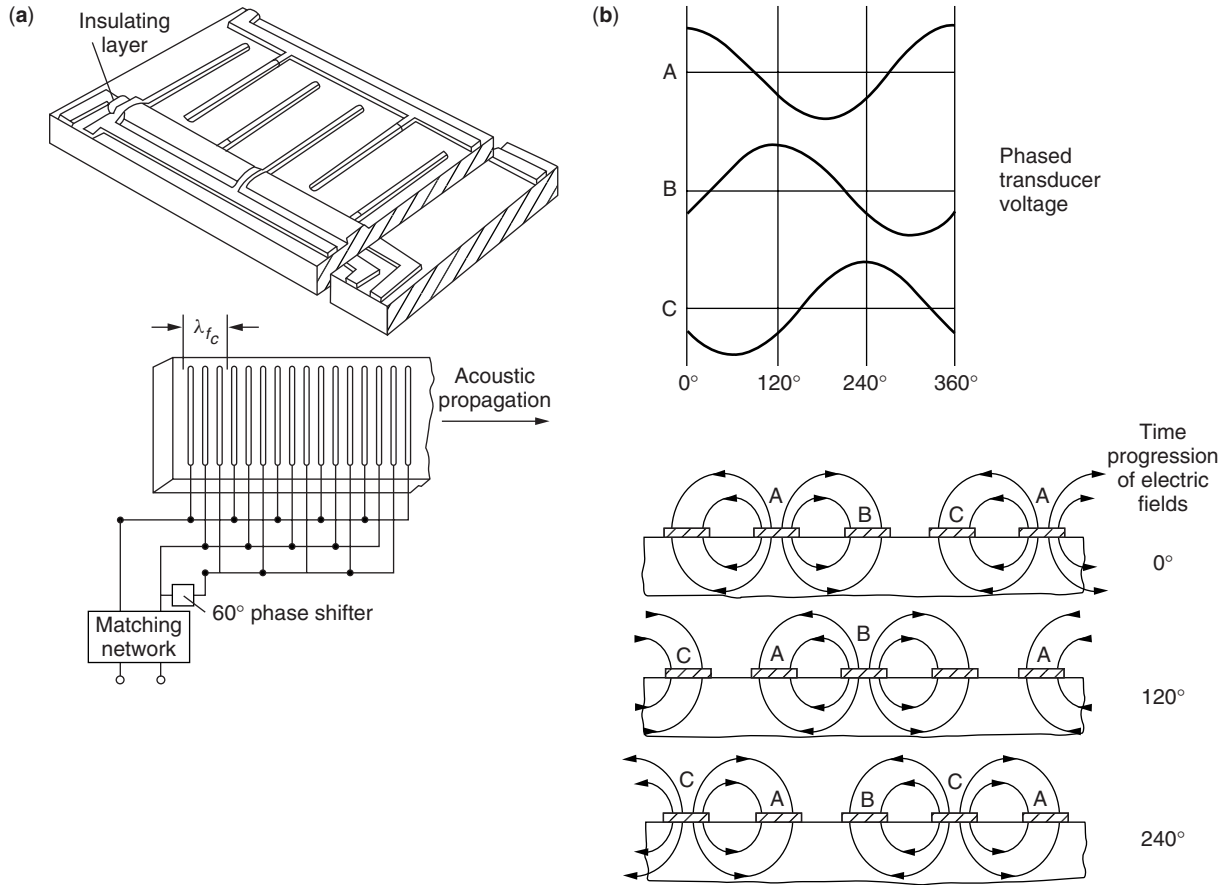 (a)
Insulating
layer
λfc
Acoustic
propagation
60° phase shifter
Matching
network
(b)
A
B
C
Phased
transducer
voltage
0° 120° 240° 360°
Time
progression
of electric
fields
A B C A
0°
C A B A
120°
C A B C A
240°